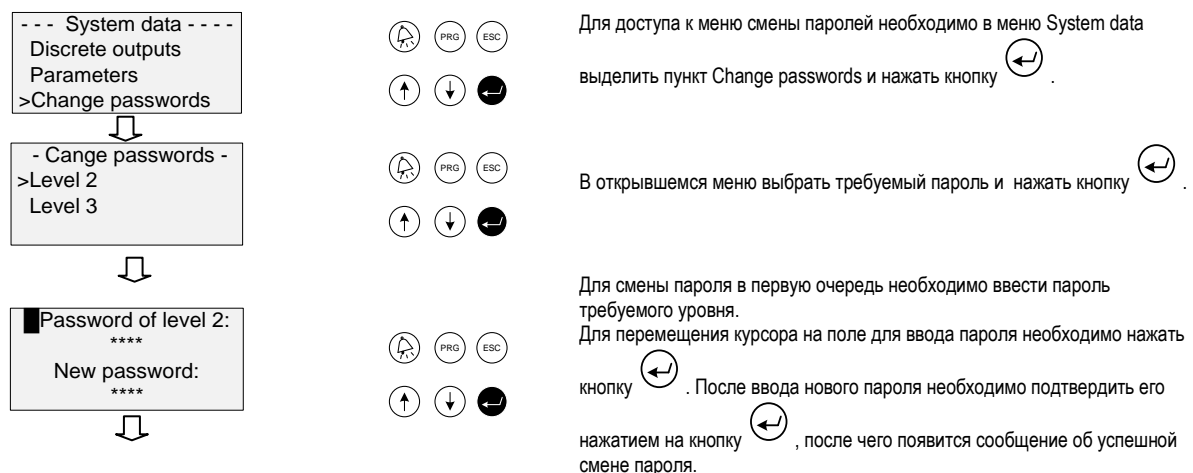 - - - System data - - - -
Discrete outputs
Parameters
>Change passwords
PRG ESC
Для доступа к меню смены паролей необходимо в меню System data
выделить пункт Change passwords и нажать кнопку .
- Cange passwords -
>Level 2
Level 3
PRG ESC
В открывшемся меню выбрать требуемый пароль и нажать кнопку .
Password of level 2:
****
New password:
****
PRG ESC
Для смены пароля в первую очередь необходимо ввести пароль
требуемого уровня.
Для перемещения курсора на поле для ввода пароля необходимо нажать
кнопку . После ввода нового пароля необходимо подтвердить его
нажатием на кнопку , после чего появится сообщение об успешной
смене пароля.